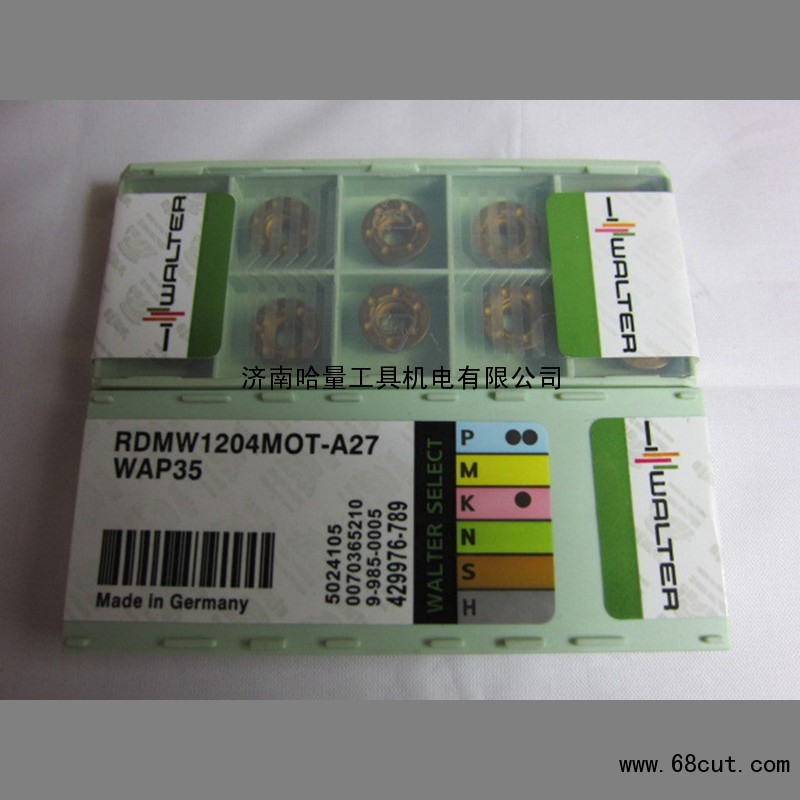 WALTER
WALTER
济南哈量工具机电有限公司
RDMW1204MOT-A27
WAP35
Made in Germany
5024105
0070365210
9-985-0005
429976-789
WALTER SELECT
P
M
K
N
S
H
WALTER
www.68cut.com